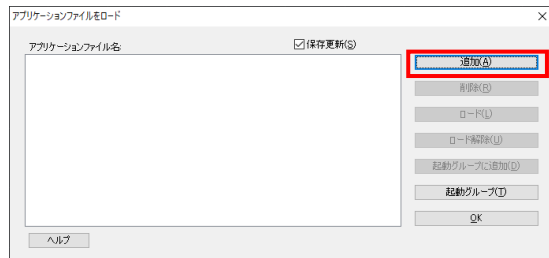 アプリケーションファイルをロード
アプリケーションファイル名:
保存更新(S)
追加(A)
削除(R)
ロード(L)
ロード解除(U)
起動グループに追加(D)
起動グループ(T)
OK
ヘルプ